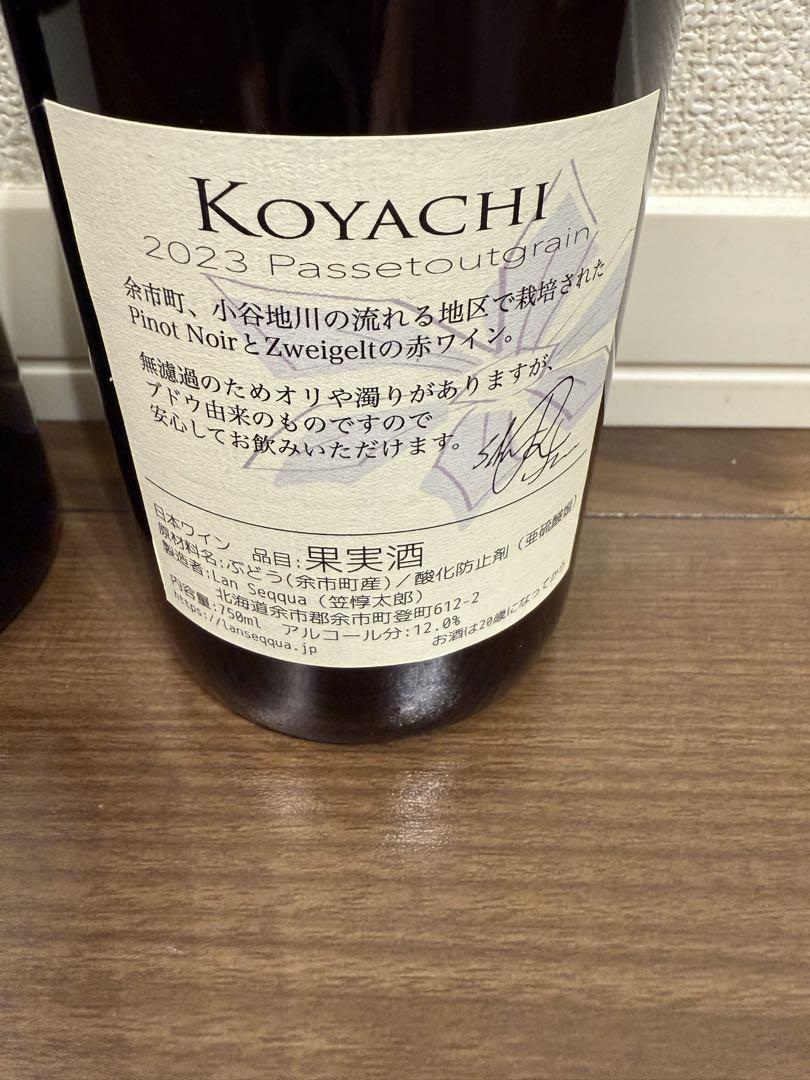 KOYACHI
2023 Passetoutgrain
余市町、小谷地川の流れる地区で栽培された
Pinot NoirとZweigeltの赤ワイン。
無濾過のためオリや濁りがありますが、
ブドウ由来のものですので
安心してお飲みいただけます。
日本ワイン 品目:果実酒
原材料名:ぶどう(余市町産)/酸化防止剤(亜硫酸塩)
製造者:Lan Seqqua(笠惇太郎)
北海道余市郡余市町登町612-2
内容量:750ml アルコール分:12.0%
https://lanseqqua.jp お酒は20歳になってから